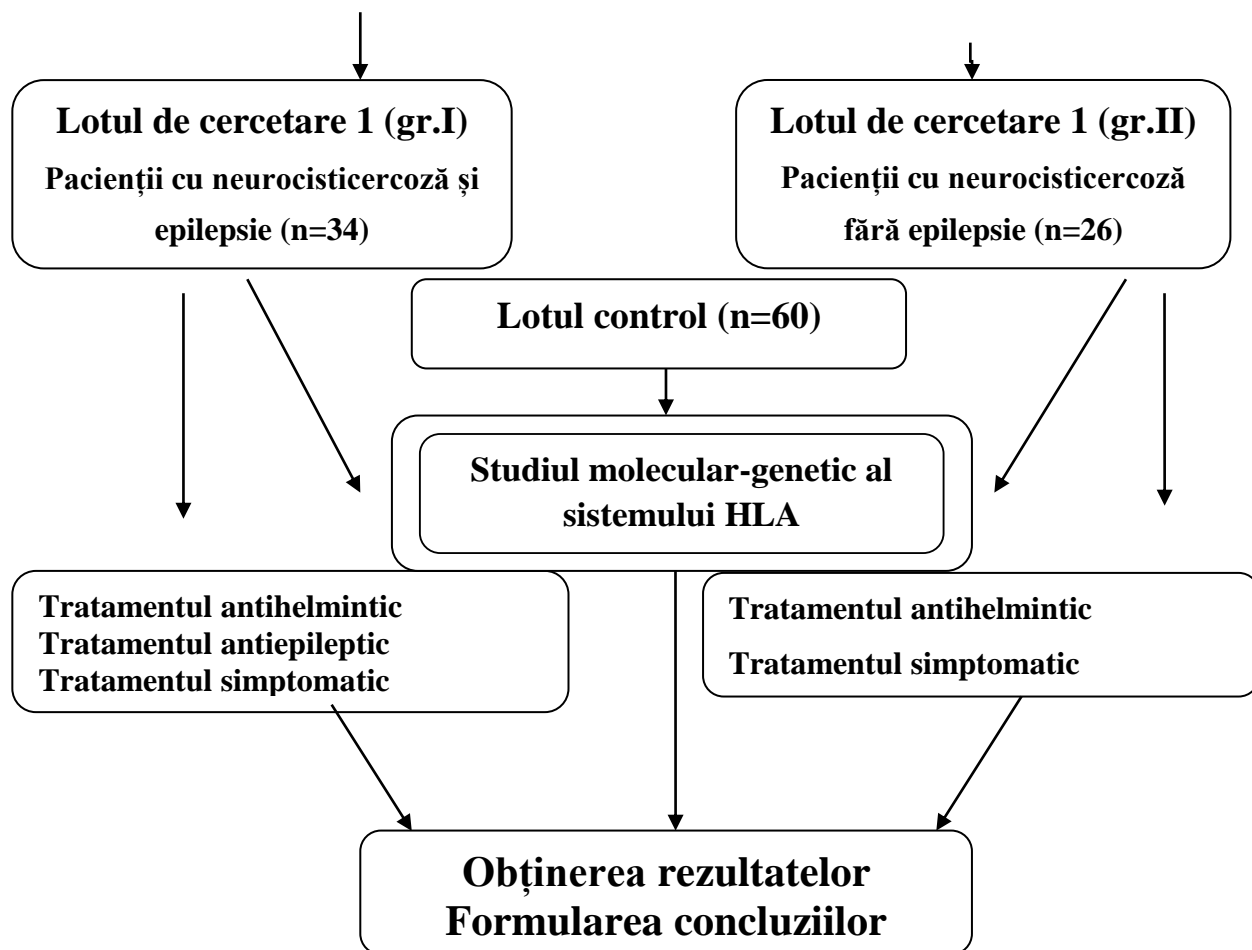 Lotul de cercetare 1 (gr.I)
Pacienții cu neurocisticercoză și
epilepsie (n=34)
Lotul de cercetare 1 (gr.II)
Pacienții cu neurocisticercoză
fără epilepsie (n=26)
Lotul control (n=60)
Studiul molecular-genetic al
sistemului HLA
Tratamentul antihelmintic
Tratamentul antiepileptic
Tratamentul simptomatic
Tratamentul antihelmintic
Tratamentul simptomatic
Obținerea rezultatelor
Formularea concluziilor